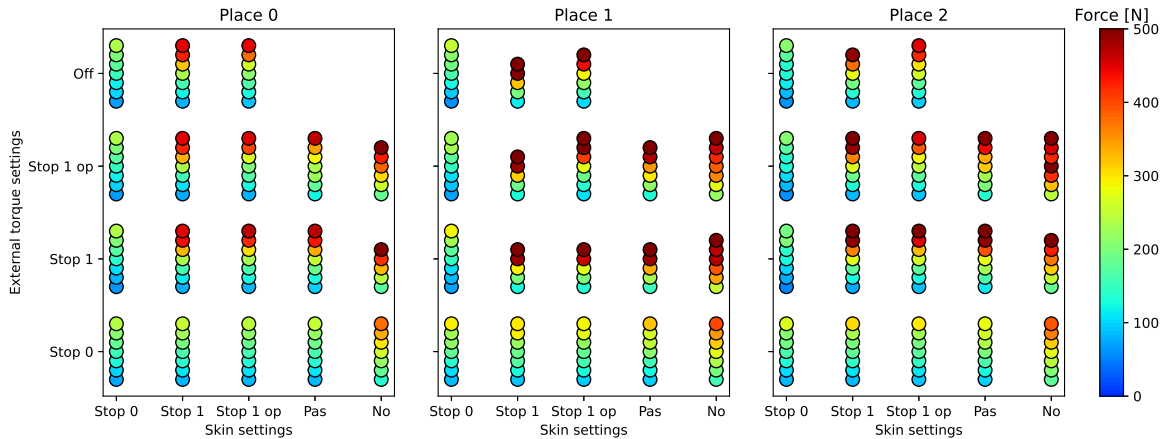 Place 0
Place 1
Place 2
Force [N]
External torque settings
Off
Stop 1 op
Stop 1
Stop 0
500
400
300
200
100
0
Stop 0 Stop 1 Stop 1 op Pas No
Stop 0 Stop 1 Stop 1 op Pas No
Stop 0 Stop 1 Stop 1 op Pas No
Skin settings
Skin settings
Skin settings